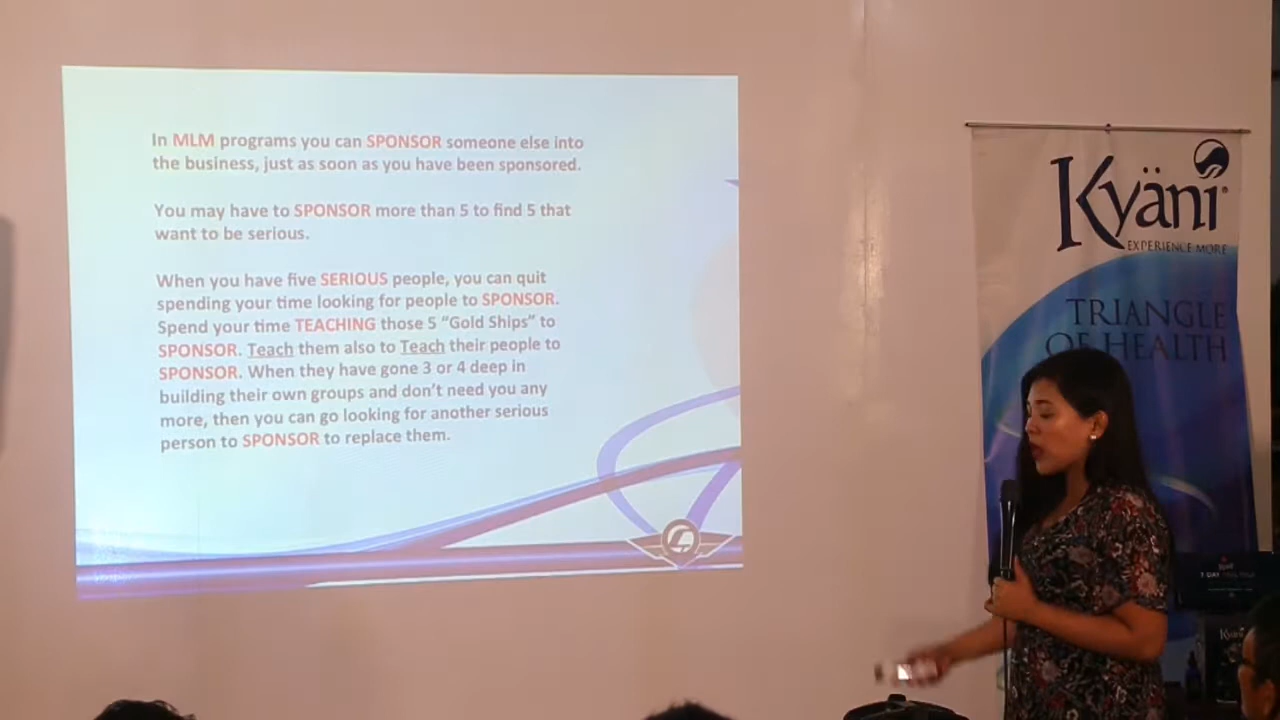 In MLM programs you can SPONSOR someone else into
the business, just as soon as you have been sponsored.
You may have to SPONSOR more than 5 to find 5 that
want to be serious.
When you have five SERIOUS people, you can quit
spending your time looking for people to SPONSOR.
Spend your time TEACHING those 5 “Gold Ships” to
SPONSOR. Teach them also to Teach their people to
SPONSOR. When they have gone 3 or 4 deep in
building their own groups and don’t need you any
more, then you can go looking for another serious
person to SPONSOR to replace them.
Kyäni®
EXPERIENCE MORE
TRIANGLE
OF HEALTH
Kyäni